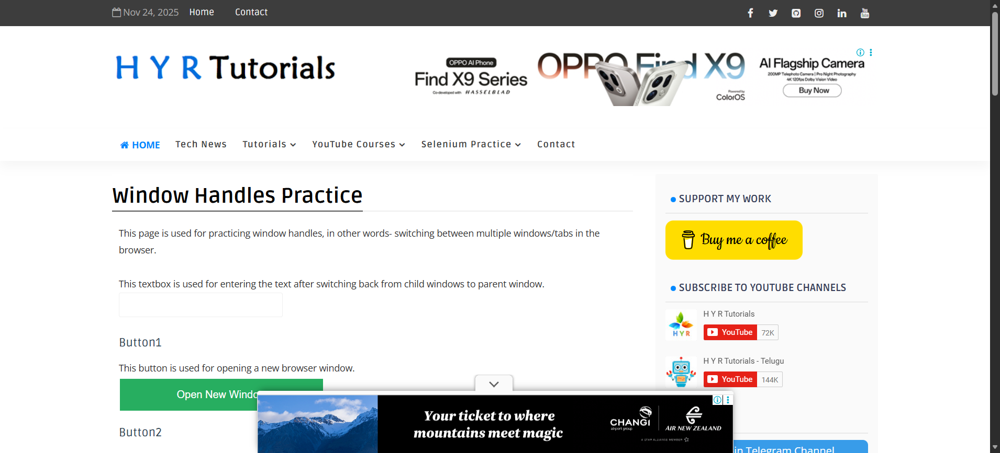 Nov 24, 2025 Home Contact
You Tube
H Y R Tutorials
OPPO AI Phone
Find X9 Series
Co-developed with HASSELBLAD
OPPO Find X9
Powered by
ColorOS
AI Flagship Camera
200MP Telephoto Camera | Pro Night Photography
4K 120fps Dolby Vision Video
Buy Now
HOME Tech News Tutorials YouTube Courses Selenium Practice Contact
Window Handles Practice
This page is used for practicing window handles, in other words- switching between multiple windows/tabs in the
browser.
This textbox is used for entering the text after switching back from child windows to parent window.
Button1
This button is used for opening a new browser window.
Open New Windo
Button2
SUPPORT MY WORK
Buy me a coffee
SUBSCRIBE TO YOUTUBE CHANNELS
HYR
H Y R Tutorials
YouTube 72K
H Y R Tutorials - Telugu
YouTube 144K
in Telegram Channel
Your ticket to where
mountains meet magic
CHANGI
airport group
AIR NEW ZEALAND
A STAR ALLIANCE MEMBER